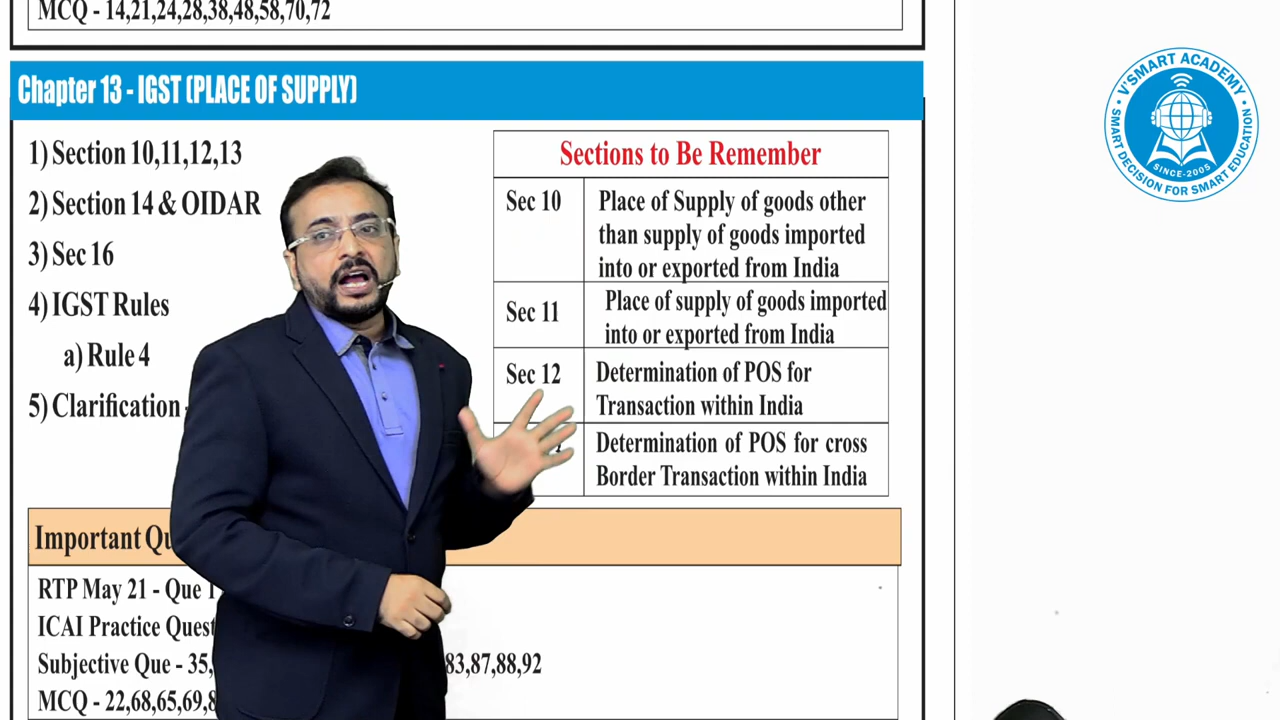 MCQ - 14,21,24,28,38,48,58,70,72
Chapter 13 - IGST (PLACE OF SUPPLY)
1) Section 10,11,12,13
2) Section 14 & OIDAR
3) Sec 16
4) IGST Rules
a) Rule 4
5) Clarification
Sections to Be Remember
Sec 10
Place of Supply of goods other
than supply of goods imported
into or exported from India
Sec 11
Place of supply of goods imported
into or exported from India
Sec 12
Determination of POS for
Transaction within India
Determination of POS for cross
Border Transaction within India
Important
RTP May 21 - Que
ICAI Practice
Subjective Que - 35,
83,87,88,92
MCQ - 22,68,65,69,
V'SMART ACADEMY
SMART DECISION FOR SMART EDUCATION
SINCE-2005